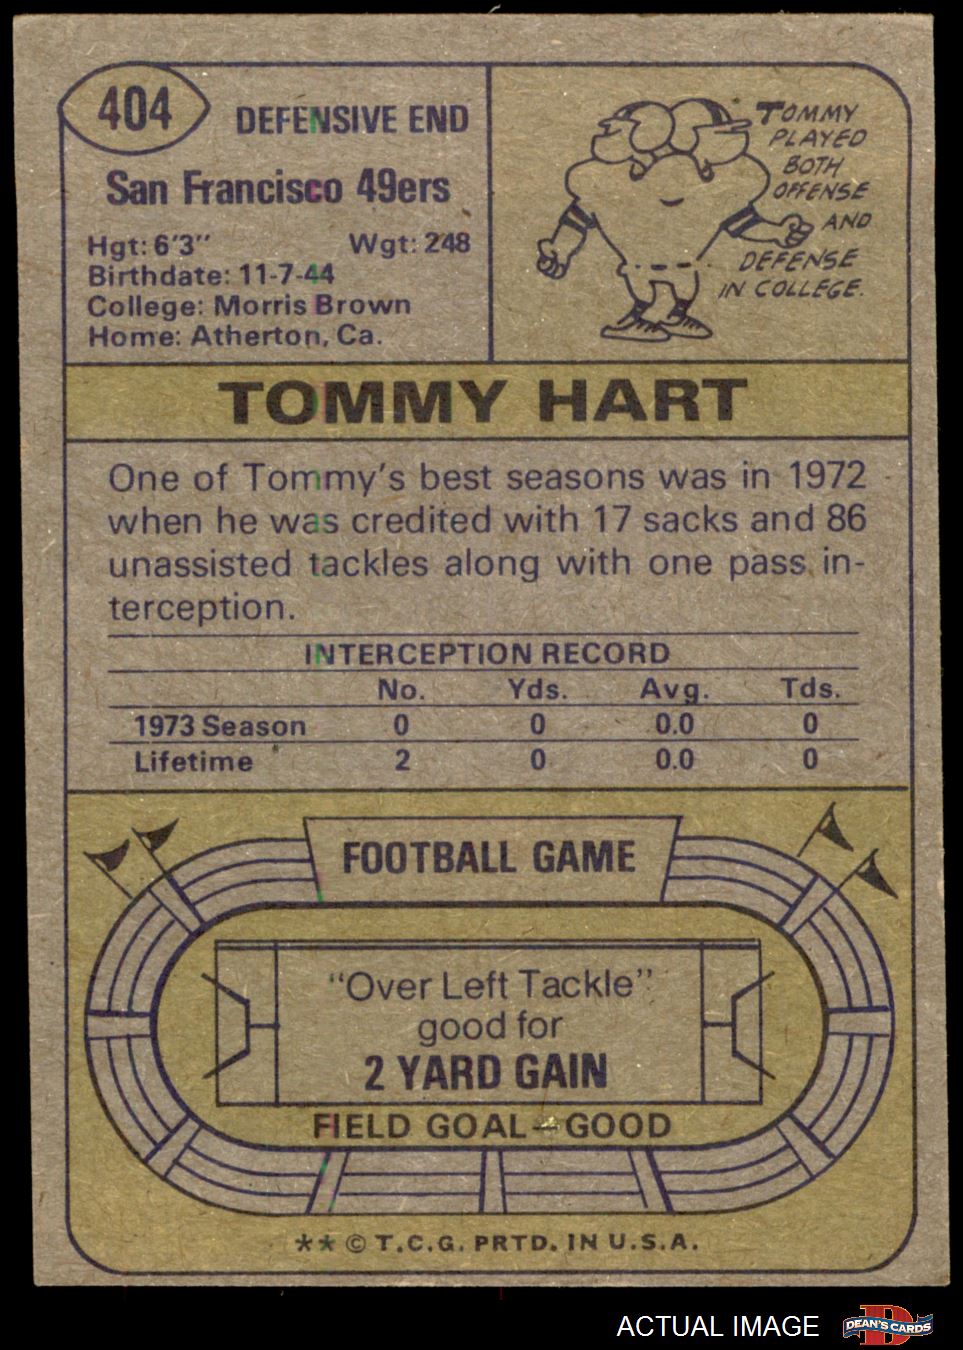 404
DEFENSIVE END
San Francisco 49ers
Hgt: 6'3" Wgt: 248
Birthdate: 11-7-44
College: Morris Brown
Home: Atherton, Ca.
TOMMY
PLAYED
BOTH
OFFENSE
AND
DEFENSE
IN COLLEGE.
TOMMY HART
One of Tommy's best seasons was in 1972
when he was credited with 17 sacks and 86
unassisted tackles along with one pass in-
terception.
INTERCEPTION RECORD
No. Yds. Avg. Tds.
1973 Season 0 0 0.0 0
Lifetime 2 0 0.0 0
FOOTBALL GAME
"Over Left Tackle"
good for
2 YARD GAIN
FIELD GOAL—GOOD
** © T.C.G. PRTD. IN U.S.A.
ACTUAL IMAGE
DEAN'S CARDS